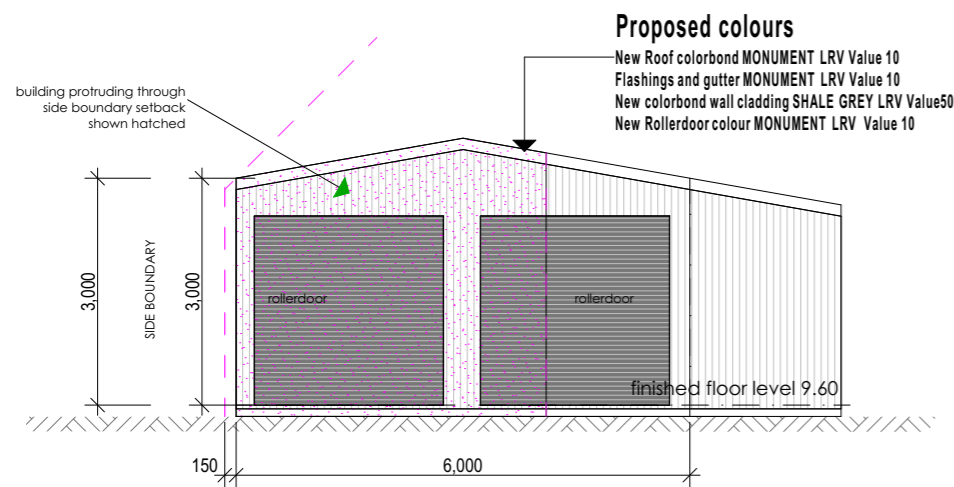 Proposed colours
New Roof colorbond MONUMENT LRV Value 10
Flashings and gutter MONUMENT LRV Value 10
New colorbond wall cladding SHALE GREY LRV Value50
New Rollerdoor colour MONUMENT LRV Value 10
building protruding through
side boundary setback
shown hatched
3,000
SIDE BOUNDARY
3,000
rollerdoor
rollerdoor
finished floor level 9.60
150
6,000